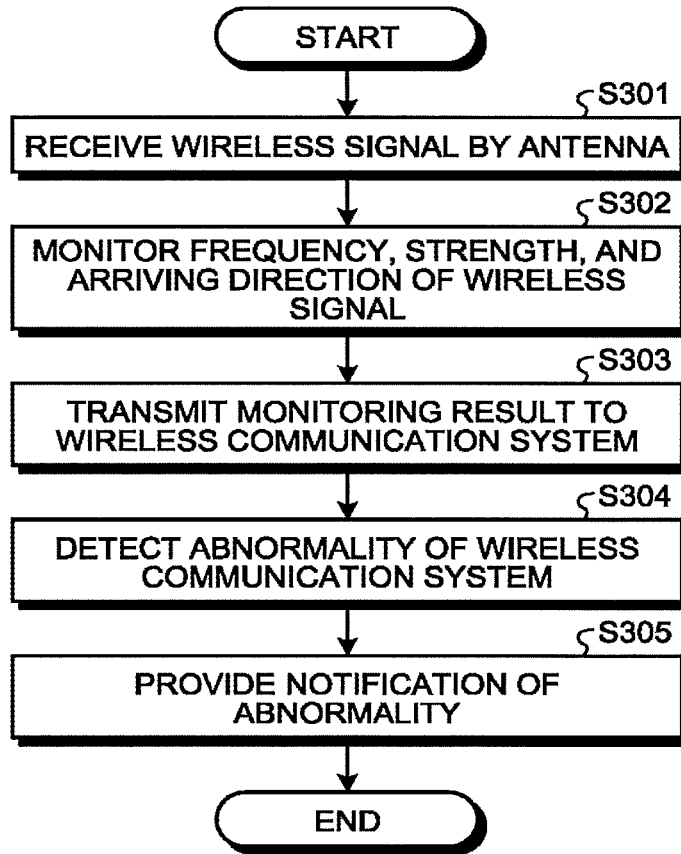 START
S301
RECEIVE WIRELESS SIGNAL BY ANTENNA
S302
MONITOR FREQUENCY, STRENGTH, AND
ARRIVING DIRECTION OF WIRELESS
SIGNAL
S303
TRANSMIT MONITORING RESULT TO
WIRELESS COMMUNICATION SYSTEM
S304
DETECT ABNORMALITY OF WIRELESS
COMMUNICATION SYSTEM
S305
PROVIDE NOTIFICATION OF
ABNORMALITY
END